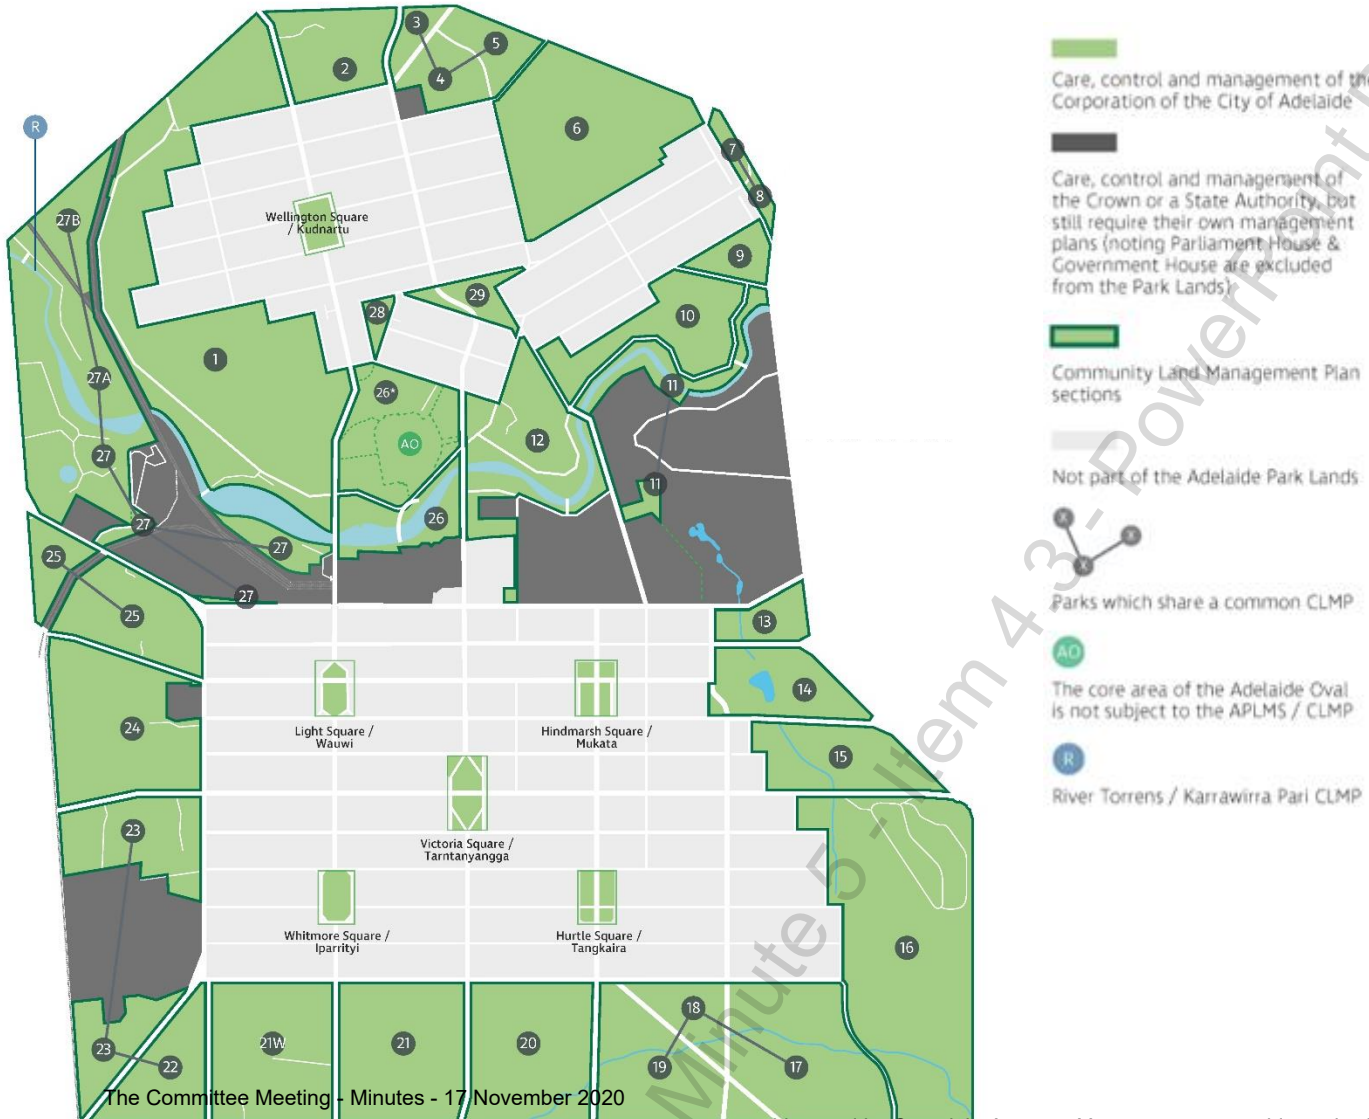 3
5
2
4
R
6
7
8
27B
Wellington Square
/ Kudnartu
9
29
28
10
1
27A
11
26*
AO
12
27
11
26
27
25
27
27
25
13
14
Light Square /
Wauwi
Hindmarsh Square /
Mukata
24
15
23
Victoria Square /
Tarntanyangga
Whitmore Square /
Iparrityi
Hurtle Square /
Tangkaira
16
18
23
22
21W
21
20
19
17
The Committee Meeting - Minutes - 17 November 2020
Care, control and management of the
Corporation of the City of Adelaide
Care, control and management of
the Crown or a State Authority, but
still require their own management
plans (noting Parliament House &
Government House are excluded
from the Park Lands)
Community Land Management Plan
sections
Not part of the Adelaide Park Lands
X
X
X
Parks which share a common CLMP
AO
The core area of the Adelaide Oval
is not subject to the APLMS / CLMP
R
River Torrens / Karrawirra Pari CLMP
Minute 5 - Item 4.3 - PowerPoint